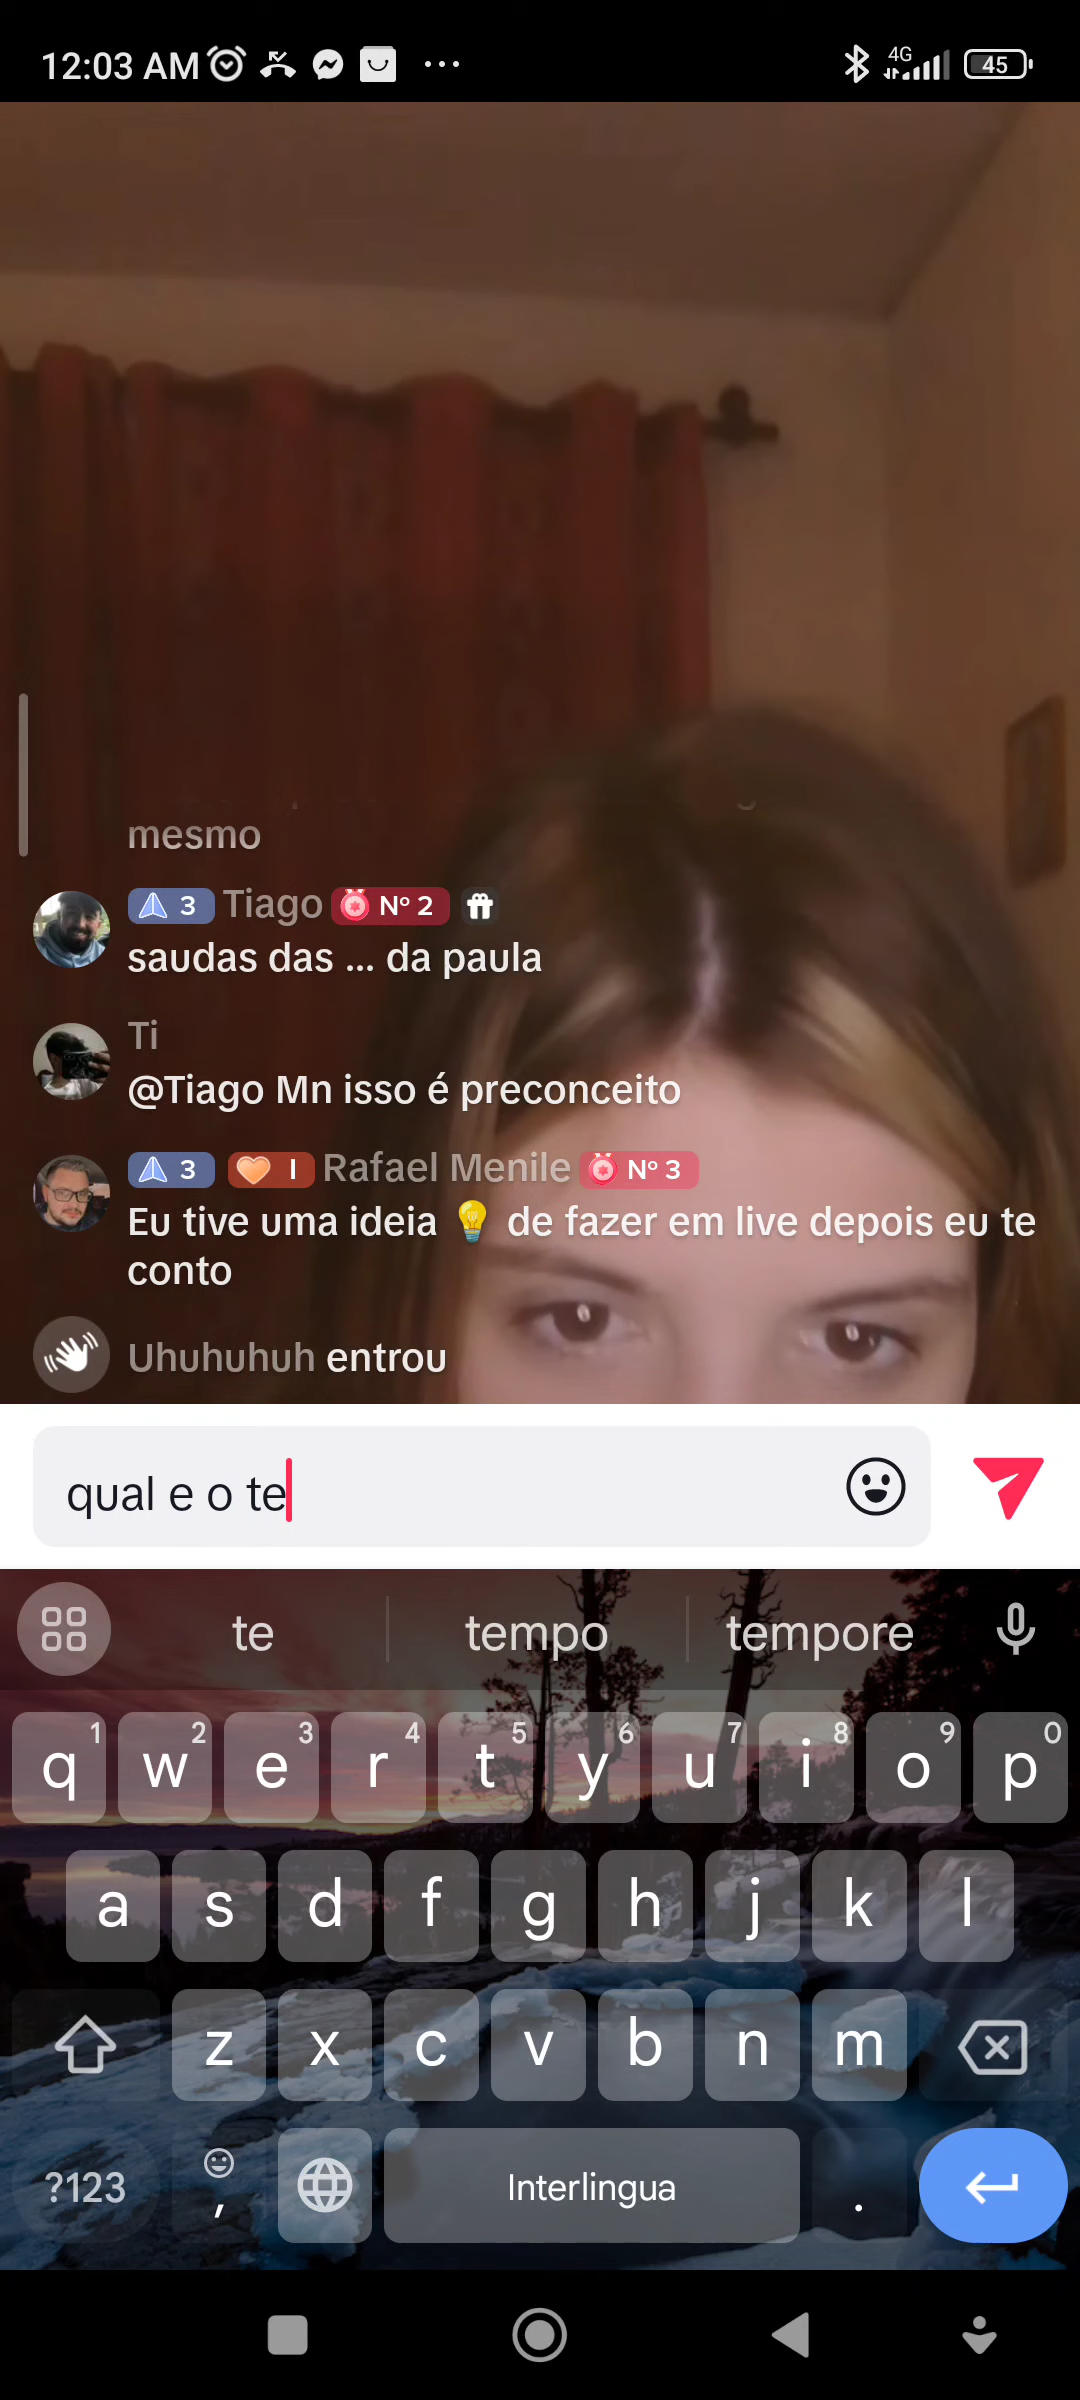 12:03 AM 4G 45
mesmo
3 Tiago Nº 2
saudas das ... da paula
Ti
@Tiago Mn isso é preconceito
3 I Rafael Menile Nº 3
Eu tive uma ideia 💡 de fazer em live depois eu te
conto
Uhuhuhuh entrou
qual e o te
te tempo tempore
1 2 3 4 5 6 7 8 9 0
q w e r t y u i o p
a s d f g h j k l
z x c v b n m
?123 , Interlingua .